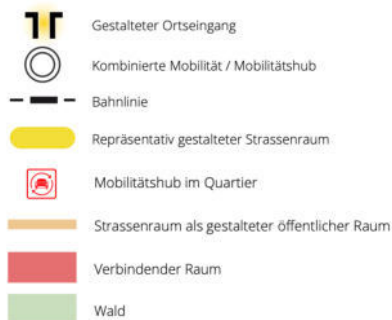 Gestalteter Ortseingang
Kombinierte Mobilität / Mobilitätshub
Bahnlinie
Repräsentativ gestalteter Strassenraum
Mobilitätshub im Quartier
Strassenraum als gestalteter öffentlicher Raum
Verbindender Raum
Wald